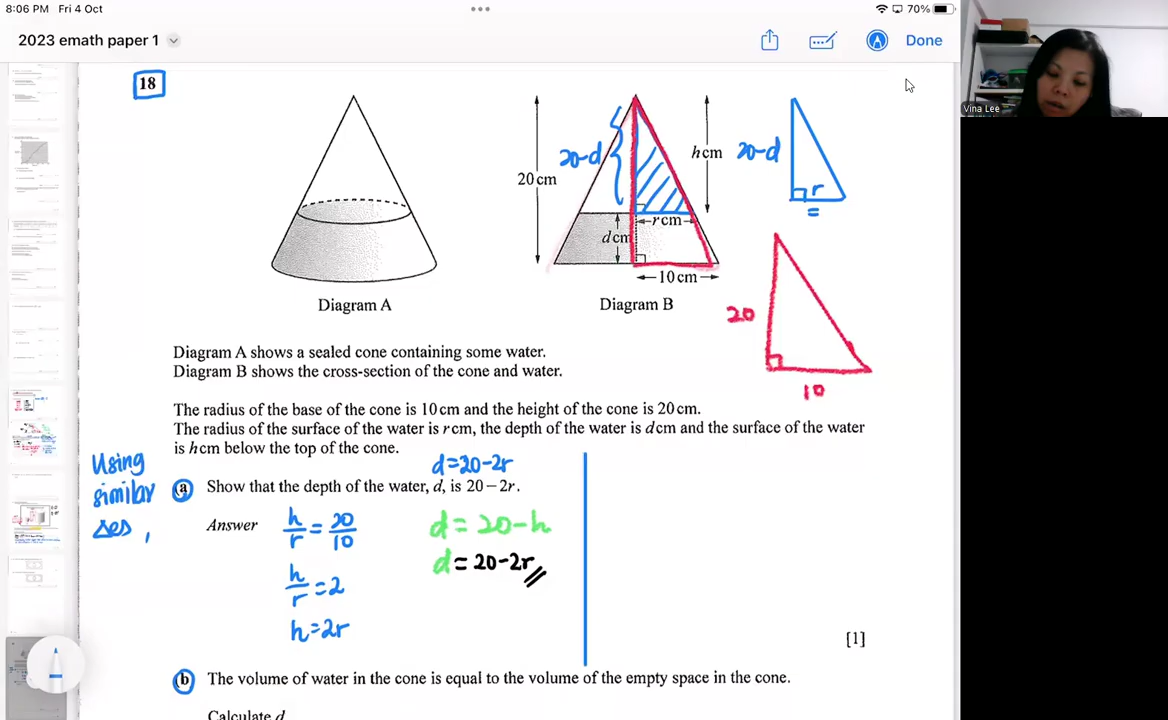 8:06 PM Fri 4 Oct
70%
2023 emath paper 1
Done
Vina Lee
18
20 cm
20-d
h cm
r cm
d cm
10 cm
20-d
r
=
20
10
Diagram A
Diagram B
Diagram A shows a sealed cone containing some water.
Diagram B shows the cross-section of the cone and water.
The radius of the base of the cone is 10 cm and the height of the cone is 20 cm.
The radius of the surface of the water is r cm, the depth of the water is d cm and the surface of the water
is h cm below the top of the cone.
Using
similar
△es,
d=20-2r
(a) Show that the depth of the water, d, is 20 – 2r.
Answer
h/r = 20/10
h/r = 2
h=2r
d = 20-h
d = 20-2r
[1]
(b) The volume of water in the cone is equal to the volume of the empty space in the cone.
Calculate d